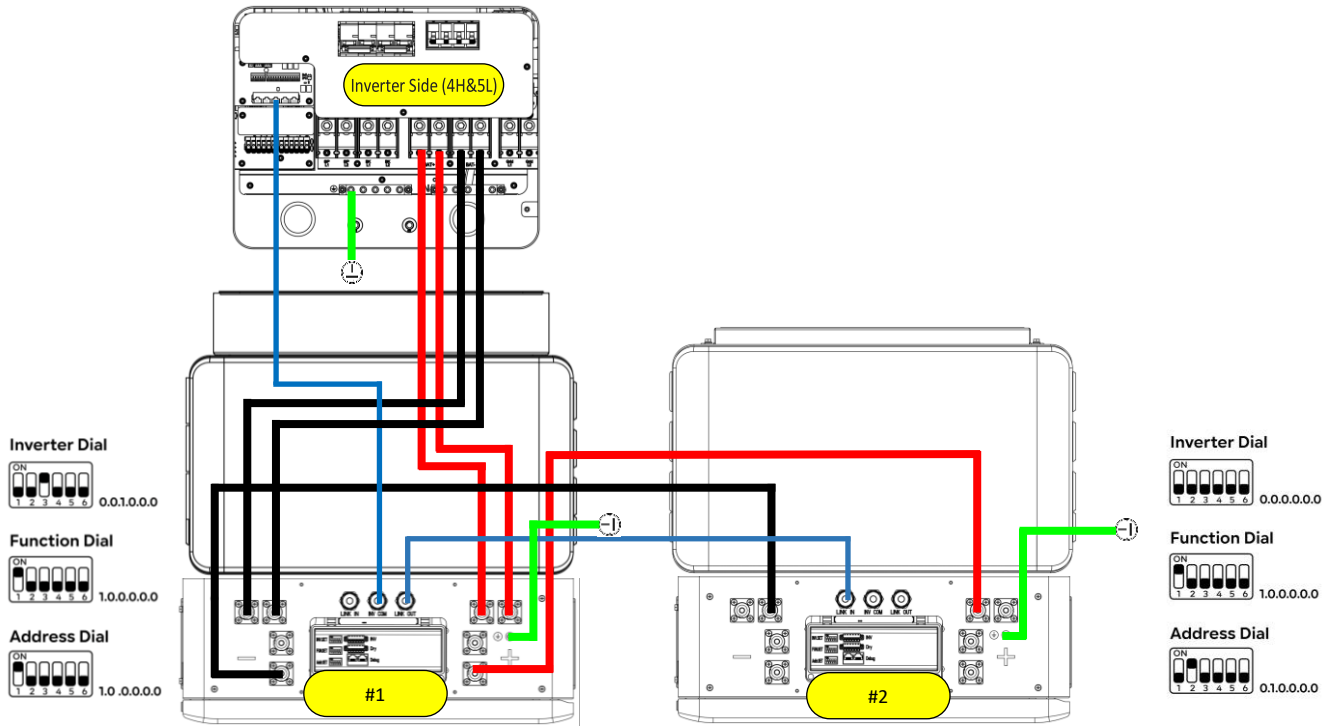 Inverter Side (4H&5L)
BAT+
BAT-
Inverter Dial
ON
1 2 3 4 5 6
0.0.1.0.0.0
Function Dial
ON
1 2 3 4 5 6
1.0.0.0.0.0
Address Dial
ON
1 2 3 4 5 6
1.0 .0.0.0.0
LINK IN
INV COM
LINK OUT
INV
Dry
Debug
#1
LINK IN
INV COM
LINK OUT
INV
Dry
Debug
#2
Inverter Dial
ON
1 2 3 4 5 6
0.0.0.0.0.0
Function Dial
ON
1 2 3 4 5 6
1.0.0.0.0.0
Address Dial
ON
1 2 3 4 5 6
0.1.0.0.0.0